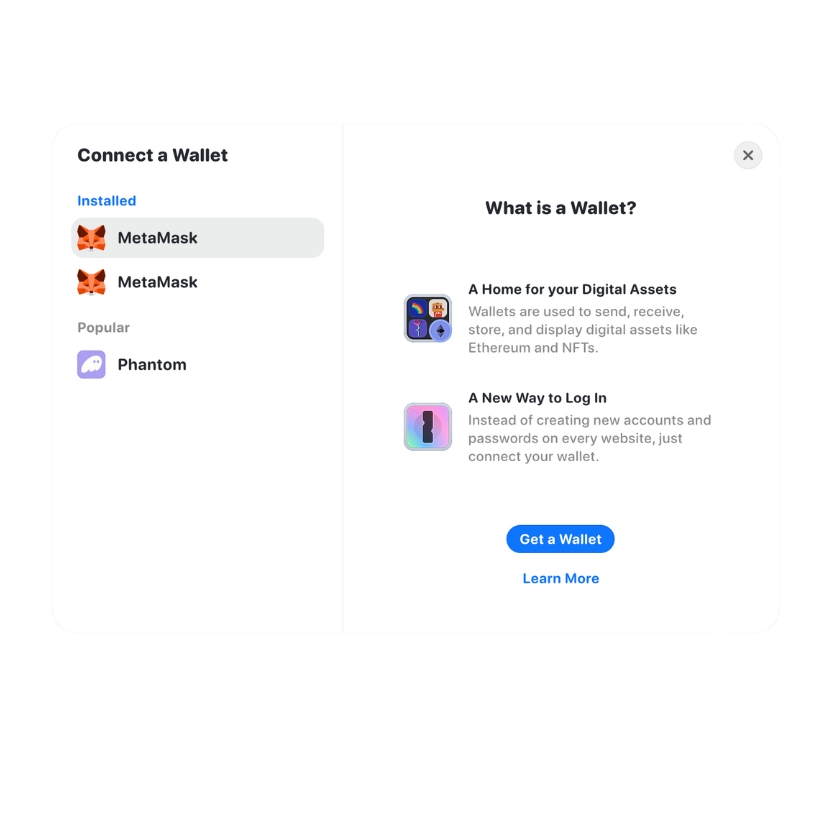 Connect a Wallet
Installed
MetaMask
MetaMask
Popular
Phantom
What is a Wallet?
A Home for your Digital Assets
Wallets are used to send, receive,
store, and display digital assets like
Ethereum and NFTs.
A New Way to Log In
Instead of creating new accounts and
passwords on every website, just
connect your wallet.
Get a Wallet
Learn More